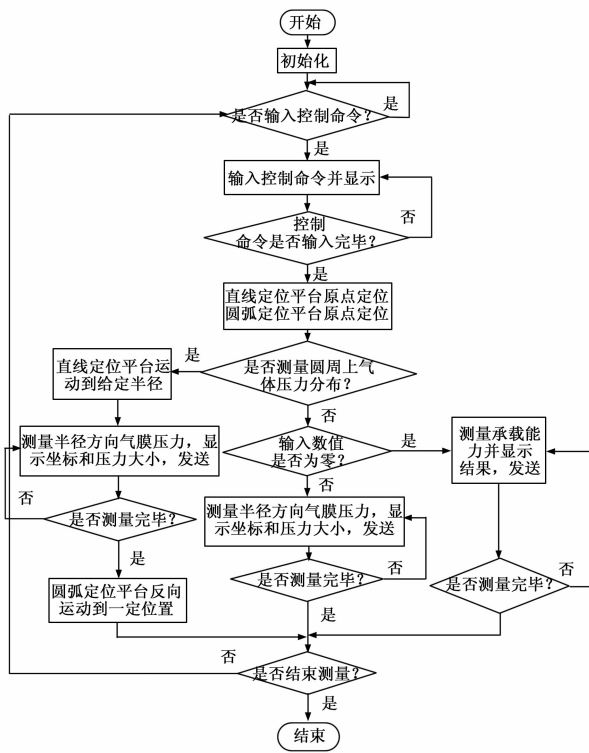 开始
初始化
是否输入控制命令？
是
是
输入控制命令并显示
否
控制
命令是否输入完毕？
是
直线定位平台原点定位
圆弧定位平台原点定位
是
是否测量圆周上气
体压力分布？
直线定位平台运
动到给定半径
否
测量半径方向气膜压力，显
示坐标和压力大小，发送
输入数值
是否为零？
是
测量承载能
力并显示
结果，发送
否
否
测量半径方向气膜压力，显
示坐标和压力大小，发送
是否测量完毕？
是
是否测量完毕？
否
是否测量完毕？
否
圆弧定位平台反向
运动到一定位置
是
否
是否结束测量？
是
结束